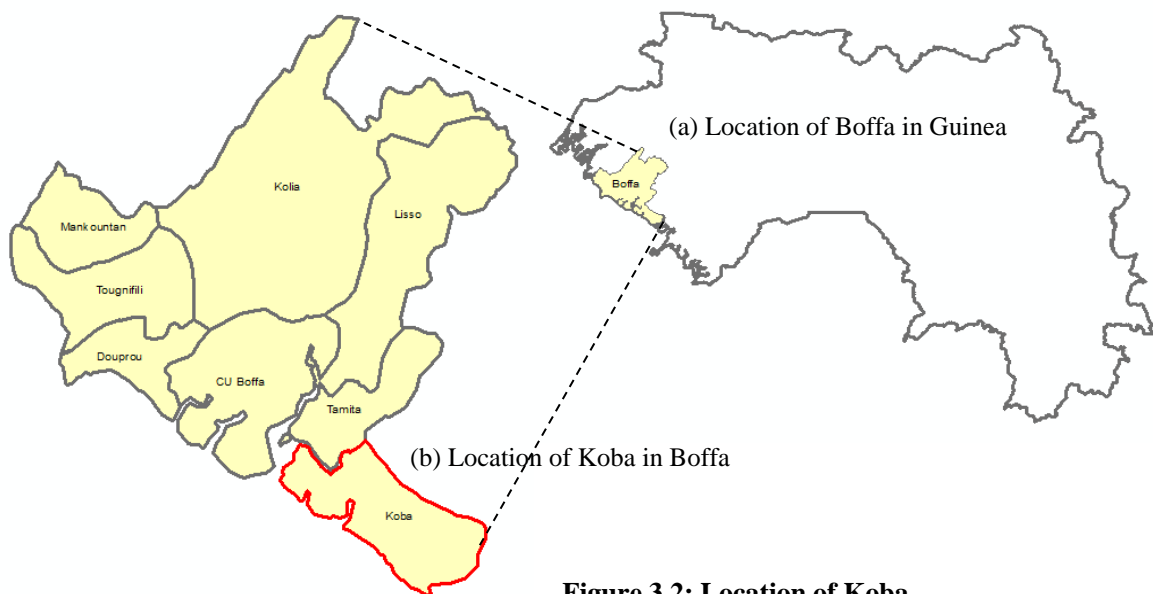 (a) Location of Boffa in Guinea
Boffa
Kolia
Lisso
Mankountan
Tougnifili
Douprou
CU Boffa
Tamita
(b) Location of Koba in Boffa
Koba
Figure 3.2: Location of Koba